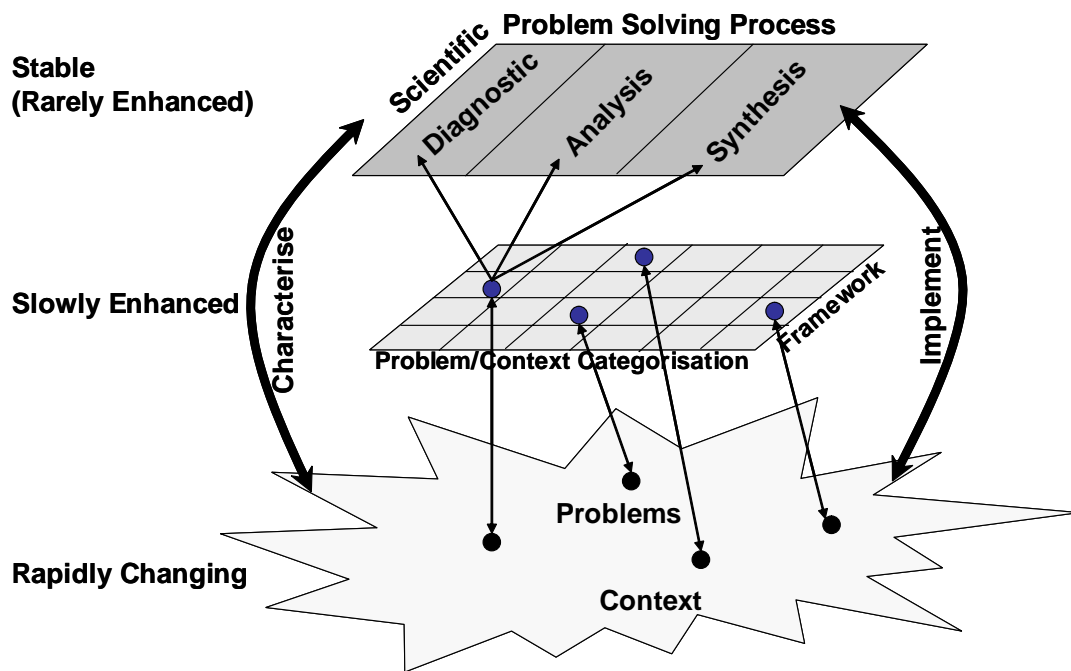 Problem Solving Process
Scientific
Stable
(Rarely Enhanced)
Diagnostic
Analysis
Synthesis
Characterise
Implement
Slowly Enhanced
Framework
Problem/Context Categorisation
Problems
Rapidly Changing
Context